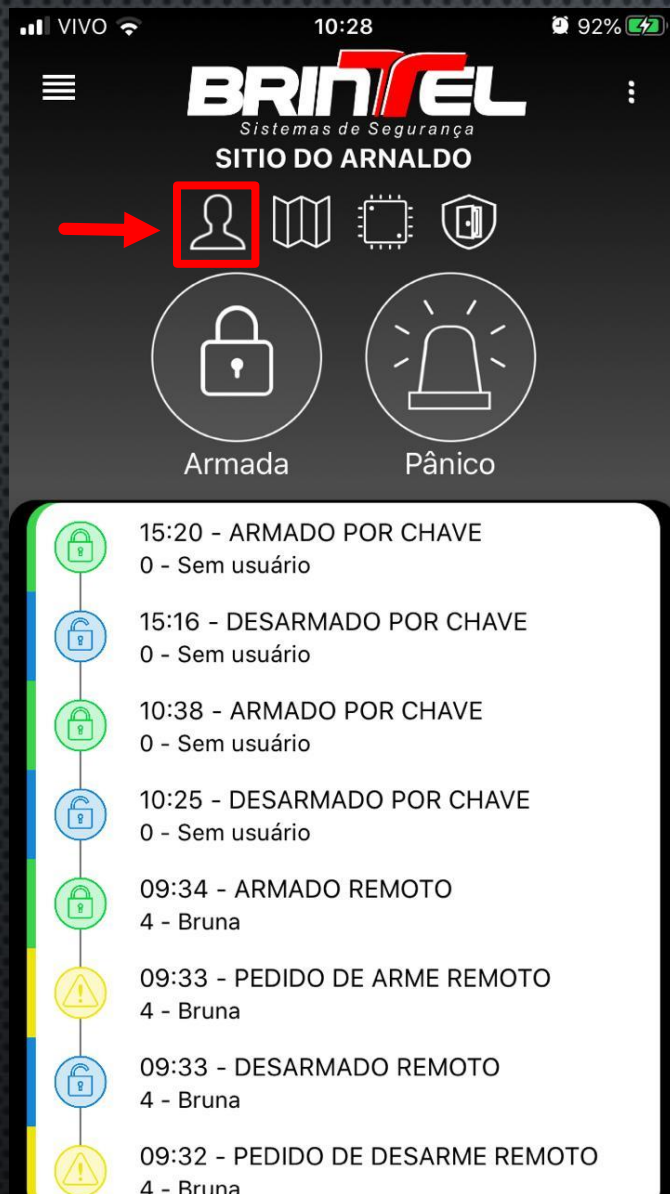 VIVO 10:28 92%
BRINTEL
Sistemas de Segurança
SITIO DO ARNALDO
Armada Pânico
15:20 - ARMADO POR CHAVE
0 - Sem usuário
15:16 - DESARMADO POR CHAVE
0 - Sem usuário
10:38 - ARMADO POR CHAVE
0 - Sem usuário
10:25 - DESARMADO POR CHAVE
0 - Sem usuário
09:34 - ARMADO REMOTO
4 - Bruna
09:33 - PEDIDO DE ARME REMOTO
4 - Bruna
09:33 - DESARMADO REMOTO
4 - Bruna
09:32 - PEDIDO DE DESARME REMOTO
4 - Bruna